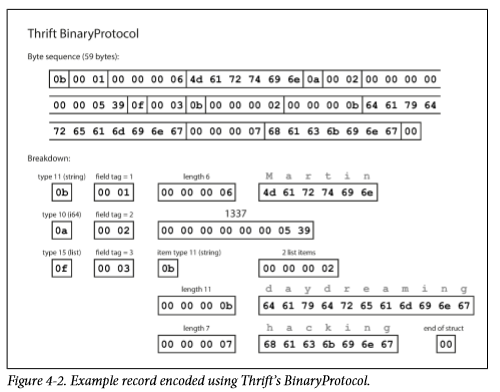 Thrift BinaryProtocol
Byte sequence (59 bytes):
0b 00 01 00 00 00 06 4d 61 72 74 69 6e 0a 00 02 00 00 00 00
00 00 05 39 0f 00 03 0b 00 00 00 02 00 00 00 0b 64 61 79 64
72 65 61 6d 69 6e 67 00 00 00 07 68 61 63 6b 69 6e 67 00
Breakdown:
type 11 (string) field tag = 1 length 6 M a r t i n
0b 00 01 00 00 00 06 4d 61 72 74 69 6e
type 10 (i64) field tag = 2 1337
0a 00 02 00 00 00 00 00 00 05 39
type 15 (list) field tag = 3 item type 11 (string) 2 list items
0f 00 03 0b 00 00 00 02
length 11 d a y d r e a m i n g
00 00 00 0b 64 61 79 64 72 65 61 6d 69 6e 67
length 7 h a c k i n g end of struct
00 00 00 07 68 61 63 6b 69 6e 67 00
Figure 4-2. Example record encoded using Thrift's BinaryProtocol.